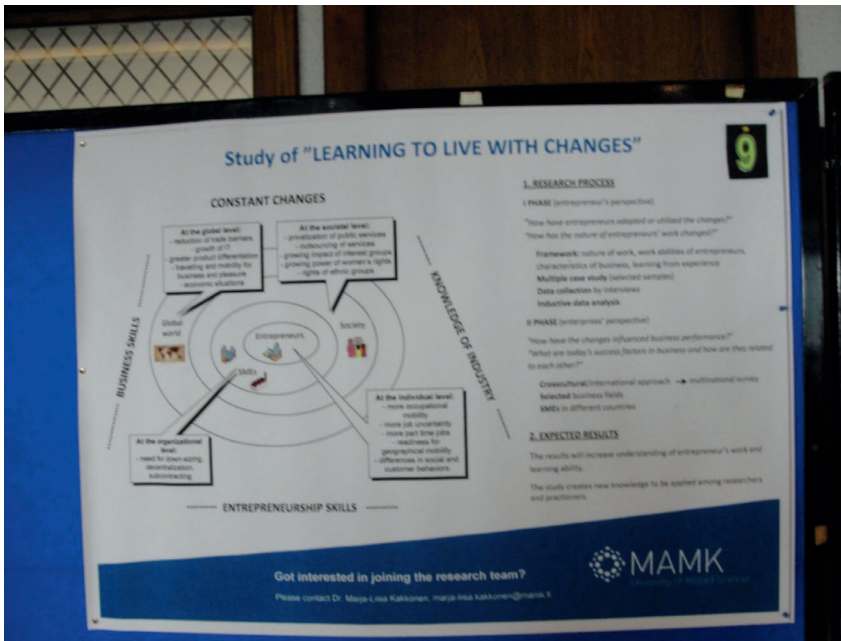 Study of "LEARNING TO LIVE WITH CHANGES"
9
CONSTANT CHANGES
At the global level:
- reduction of trade barriers
- growth of IT
- greater product differentiation
- traveling and mobility for
business and pleasure
- economic situations
At the societal level:
- privatization of public services
- outsourcing of services
- growing impact of interest groups
- growing power of women's rights
- rights of ethnic groups
BUSINESS SKILLS
KNOWLEDGE OF INDUSTRY
Global
world
Entrepreneurs
Society
SMEs
At the organizational
level:
- need for down-sizing,
decentralization,
subcontracting
At the individual level:
- more occupational
mobility
- more job uncertainty
- more part time jobs
- readiness for
geographical mobility
- differences in social and
customer behaviors
ENTREPRENEURSHIP SKILLS
1. RESEARCH PROCESS
I PHASE (entrepreneur's perspective)
"How have entrepreneurs adapted or utilized the changes?"
"How has the nature of entrepreneurs' work changed?"
Framework: nature of work, work abilities of entrepreneurs,
characteristics of business, learning from experience
Multiple case study (selected samples)
Data collection by interviews
Inductive data analysis
II PHASE (enterprises' perspective)
"How have the changes influenced business performance?"
"What are today's success factors in business and how are they related
to each other?"
Crosscultural/international approach → multinational survey
Selected business fields
SMEs in different countries
2. EXPECTED RESULTS
The results will increase understanding of entrepreneur's work and
learning ability.
The study creates new knowledge to be applied among researchers
and practitioners.
Got interested in joining the research team?
Please contact Dr. Marja-Liisa Kakkonen, marja-liisa.kakkonen@mamk.fi
MAMK
University of Applied Sciences